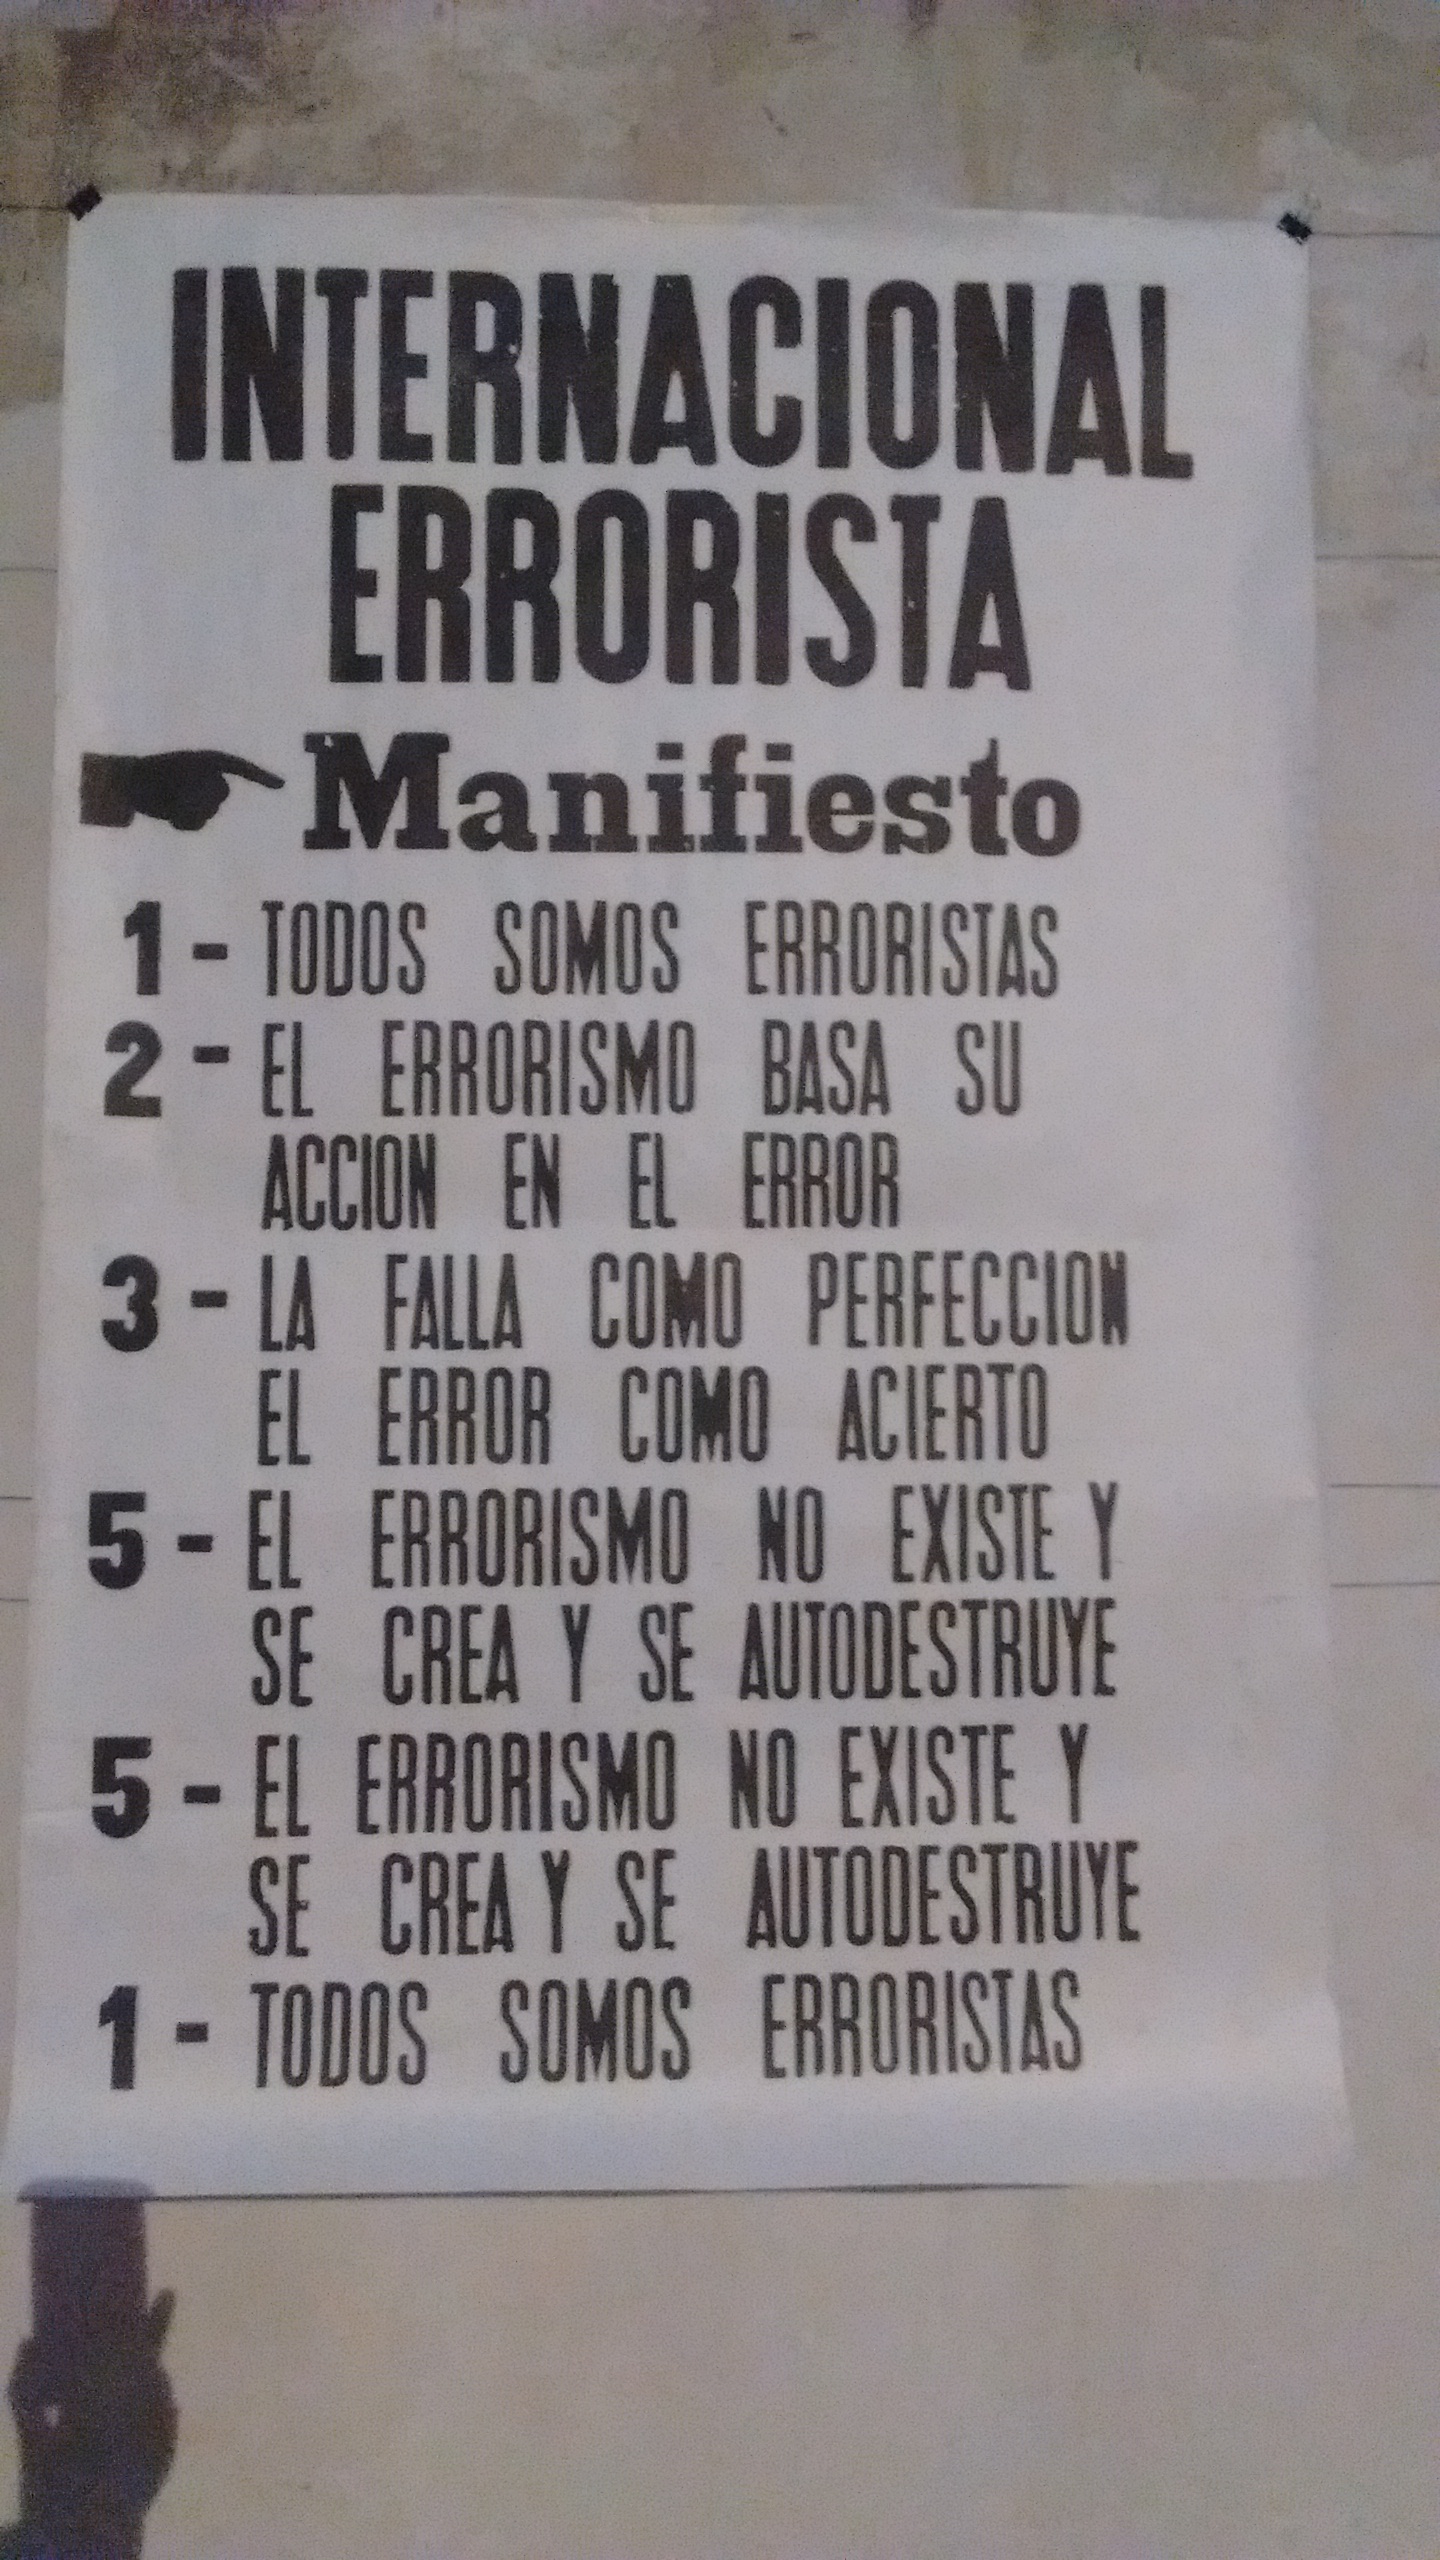 INTERNACIONAL
ERRORISTA
Manifiesto
1 - TODOS SOMOS ERRORISTAS
2 - EL ERRORISMO BASA SU
ACCION EN EL ERROR
3 - LA FALLA COMO PERFECCION
EL ERROR COMO ACIERTO
5 - EL ERRORISMO NO EXISTE Y
SE CREA Y SE AUTODESTRUYE
5 - EL ERRORISMO NO EXISTE Y
SE CREA Y SE AUTODESTRUYE
1 - TODOS SOMOS ERRORISTAS